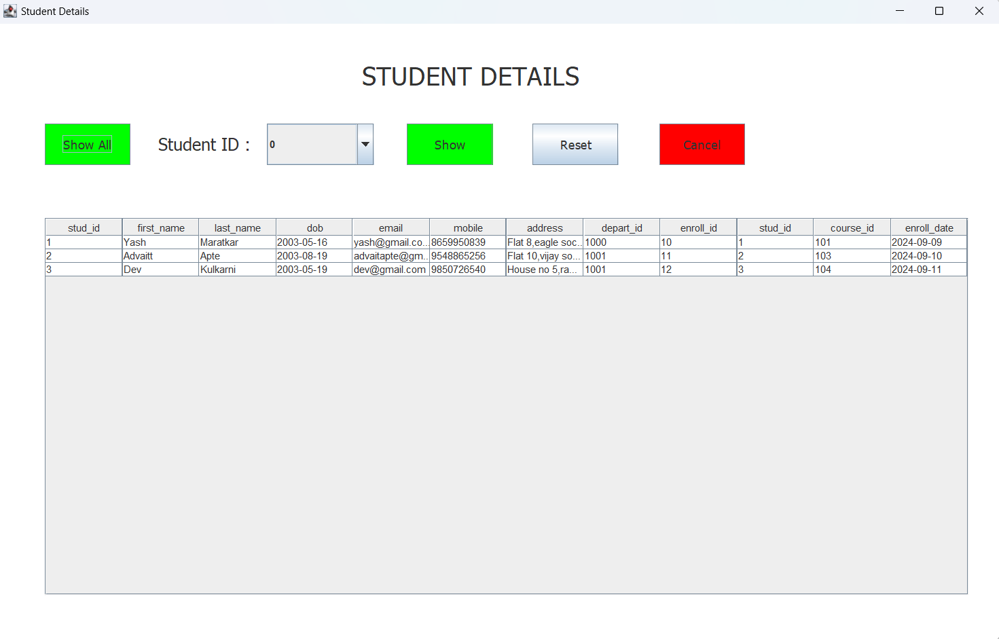 Student Details
STUDENT DETAILS
Show All Student ID : 0 Show Reset Cancel
stud_id first_name last_name dob email mobile address depart_id enroll_id stud_id course_id enroll_date
1 Yash Maratkar 2003-05-16 yash@gmail.co... 8659950839 Flat 8,eagle soc... 1000 10 1 101 2024-09-09
2 Advaitt Apte 2003-08-19 advaitapte@gm... 9548865256 Flat 10,vijay so... 1001 11 2 103 2024-09-10
3 Dev Kulkarni 2003-05-19 dev@gmail.com 9850726540 House no 5,ra... 1001 12 3 104 2024-09-11